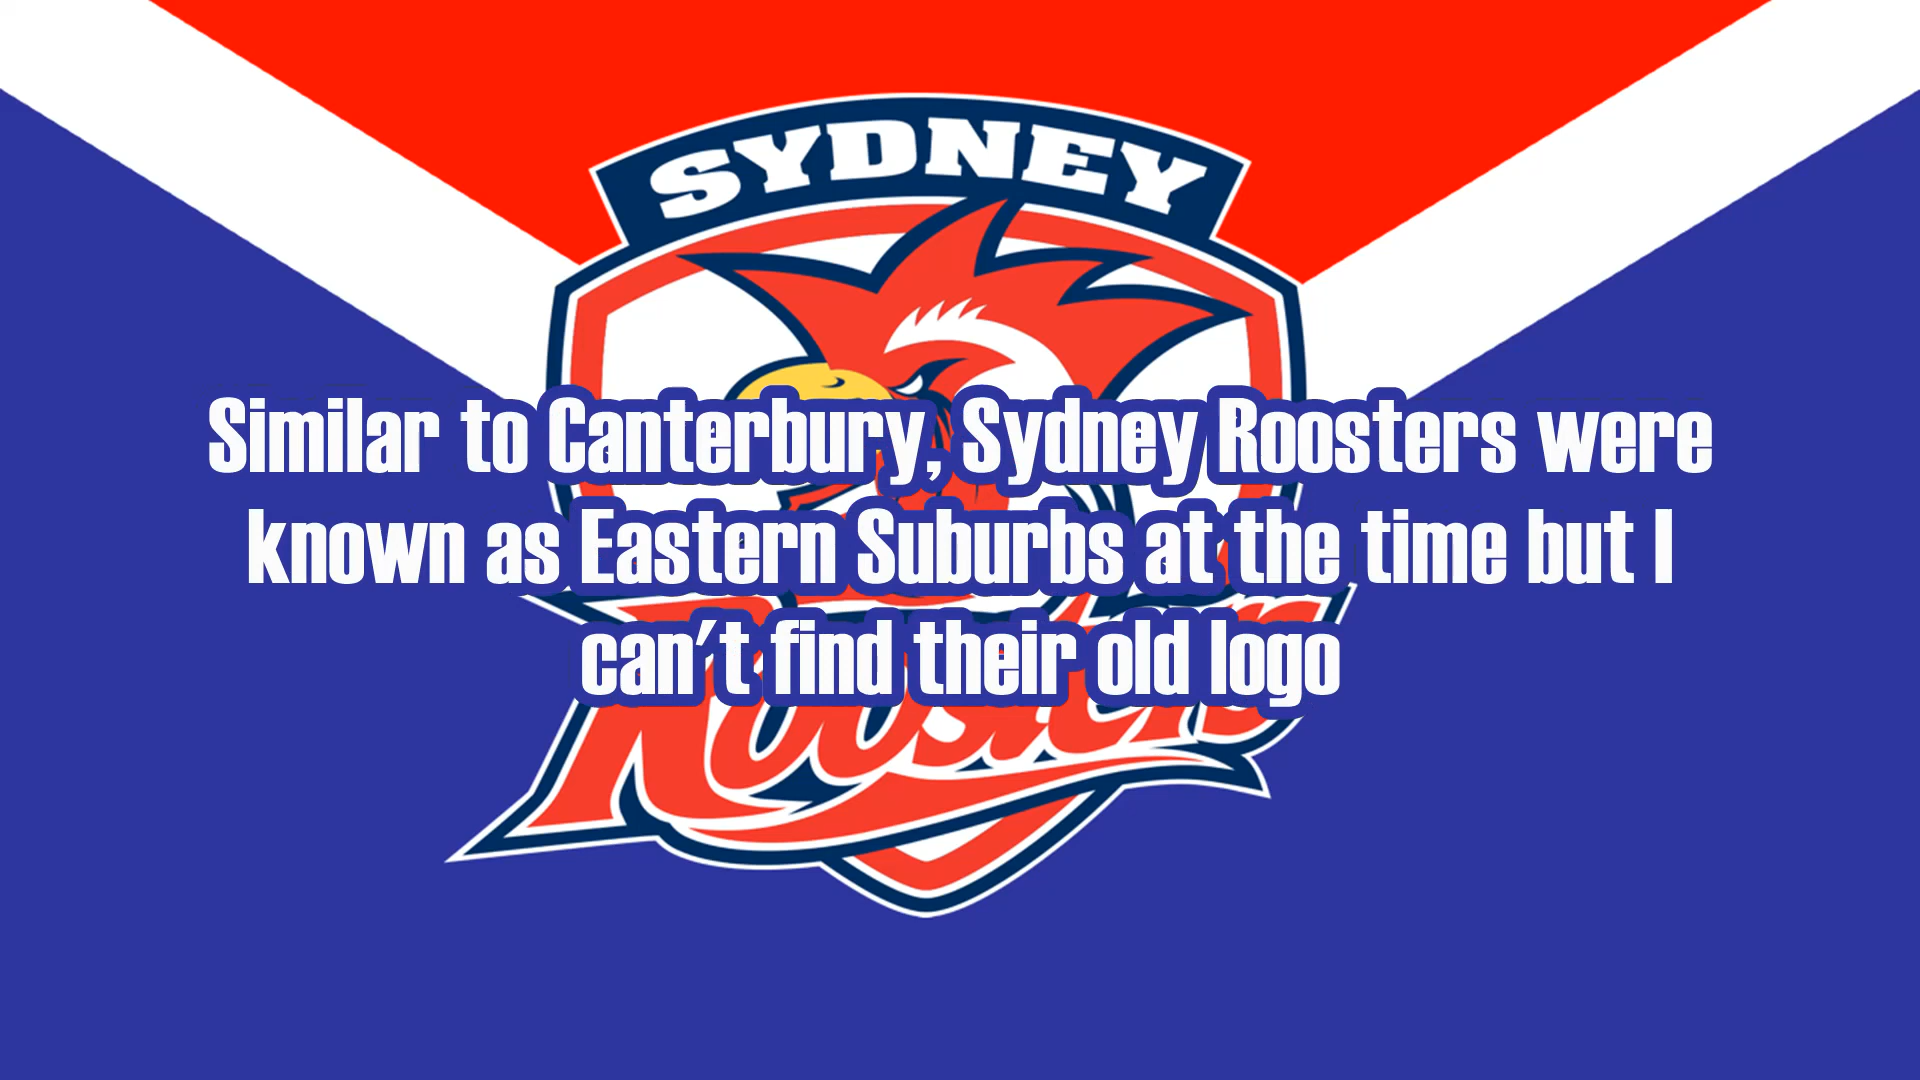 SYDNEY
Similar to Canterbury, Sydney Roosters were
known as Eastern Suburbs at the time but I
can't find their old logo
Roosters